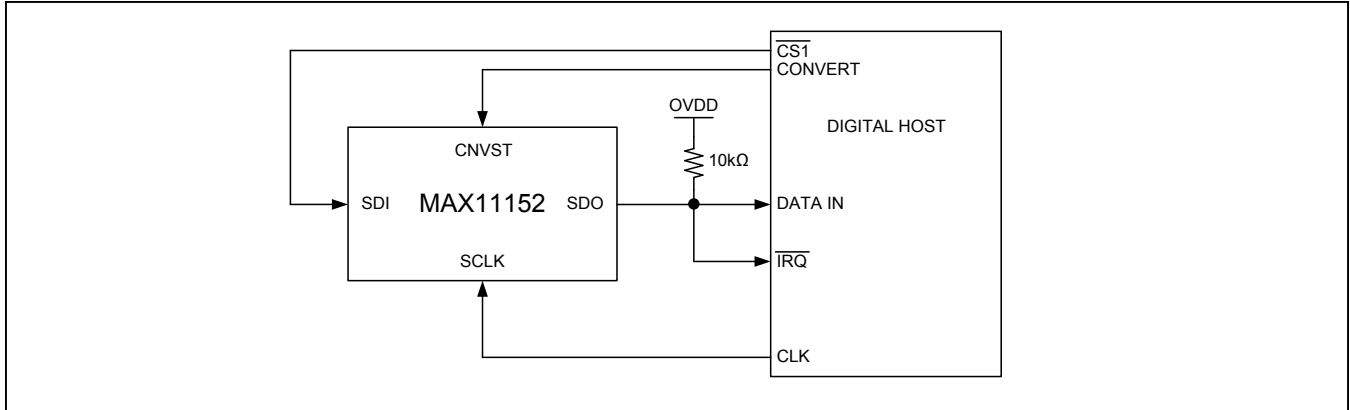 CS1
CONVERT
OVDD
DIGITAL HOST
CNVST
10kΩ
SDI MAX11152 SDO
DATA IN
SCLK
IRQ
CLK